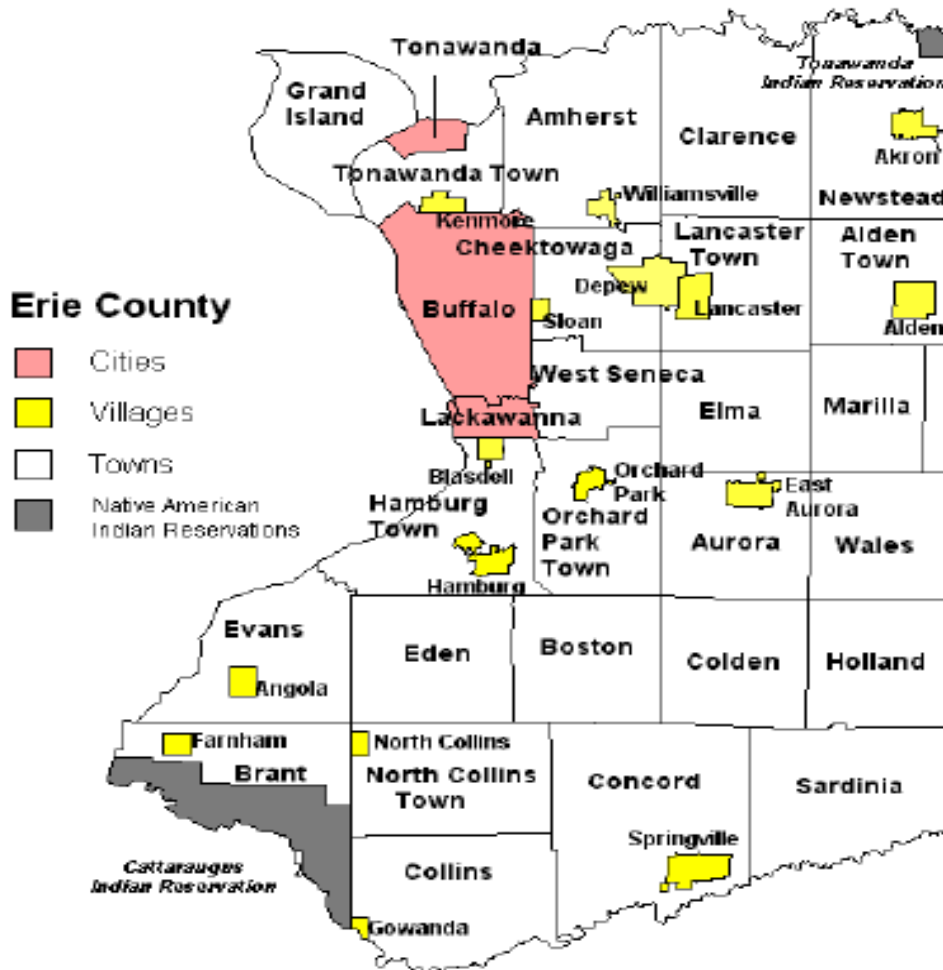 Tonawanda
Grand
Island
Amherst
Clarence
Tonawanda
Indian Reservation
Akron
Tonawanda Town
Kenmore
Williamsville
Newstead
Cheektowaga
Lancaster
Town
Alden
Town
Depew
Lancaster
Alden
Erie County
Cities
Villages
Towns
Native American
Indian Reservations
Buffalo
Sloan
West Seneca
Elma
Marilla
Lackawanna
Blasdell
Orchard
Park
East
Aurora
Hamburg
Town
Orchard
Park
Town
Aurora
Wales
Hamburg
Evans
Eden
Boston
Colden
Holland
Angola
Farnham
Brant
North Collins
North Collins
Town
Concord
Sardinia
Springville
Cattaraugus
Indian Reservation
Collins
Gowanda